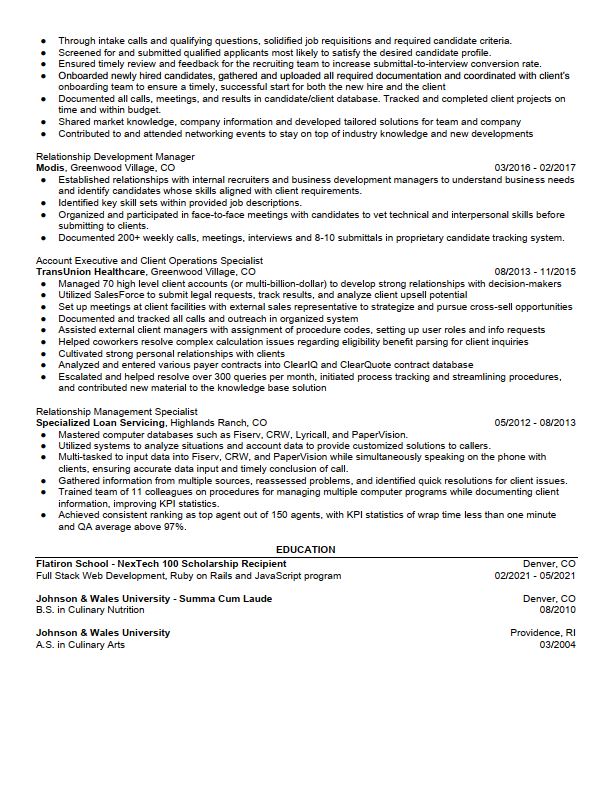 ● Through intake calls and qualifying questions, solidified job requisitions and required candidate criteria.
● Screened for and submitted qualified applicants most likely to satisfy the desired candidate profile.
● Ensured timely review and feedback for the recruiting team to increase submittal-to-interview conversion rate.
● Onboarded newly hired candidates, gathered and uploaded all required documentation and coordinated with client's
onboarding team to ensure a timely, successful start for both the new hire and the client
● Documented all calls, meetings, and results in candidate/client database. Tracked and completed client projects on
time and within budget.
● Shared market knowledge, company information and developed tailored solutions for team and company
● Contributed to and attended networking events to stay on top of industry knowledge and new developments
Relationship Development Manager
Modis, Greenwood Village, CO 03/2016 - 02/2017
● Established relationships with internal recruiters and business development managers to understand business needs
and identify candidates whose skills aligned with client requirements.
● Identified key skill sets within provided job descriptions.
● Organized and participated in face-to-face meetings with candidates to vet technical and interpersonal skills before
submitting to clients.
● Documented 200+ weekly calls, meetings, interviews and 8-10 submittals in proprietary candidate tracking system.
Account Executive and Client Operations Specialist
TransUnion Healthcare, Greenwood Village, CO 08/2013 - 11/2015
● Managed 70 high level client accounts (or multi-billion-dollar) to develop strong relationships with decision-makers
● Utilized SalesForce to submit legal requests, track results, and analyze client upsell potential
● Set up meetings at client facilities with external sales representative to strategize and pursue cross-sell opportunities
● Documented and tracked all calls and outreach in organized system
● Assisted external client managers with assignment of procedure codes, setting up user roles and info requests
● Helped coworkers resolve complex calculation issues regarding eligibility benefit parsing for client inquiries
● Cultivated strong personal relationships with clients
● Analyzed and entered various payer contracts into ClearIQ and ClearQuote contract database
● Escalated and helped resolve over 300 queries per month, initiated process tracking and streamlining procedures,
and contributed new material to the knowledge base solution
Relationship Management Specialist
Specialized Loan Servicing, Highlands Ranch, CO 05/2012 - 08/2013
● Mastered computer databases such as Fiserv, CRW, Lyricall, and PaperVision.
● Utilized systems to analyze situations and account data to provide customized solutions to callers.
● Multi-tasked to input data into Fiserv, CRW, and PaperVision while simultaneously speaking on the phone with
clients, ensuring accurate data input and timely conclusion of call.
● Gathered information from multiple sources, reassessed problems, and identified quick resolutions for client issues.
● Trained team of 11 colleagues on procedures for managing multiple computer programs while documenting client
information, improving KPI statistics.
● Achieved consistent ranking as top agent out of 150 agents, with KPI statistics of wrap time less than one minute
and QA average above 97%.
EDUCATION
Flatiron School - NexTech 100 Scholarship Recipient Denver, CO
Full Stack Web Development, Ruby on Rails and JavaScript program 02/2021 - 05/2021
Johnson & Wales University - Summa Cum Laude Denver, CO
B.S. in Culinary Nutrition 08/2010
Johnson & Wales University Providence, RI
A.S. in Culinary Arts 03/2004